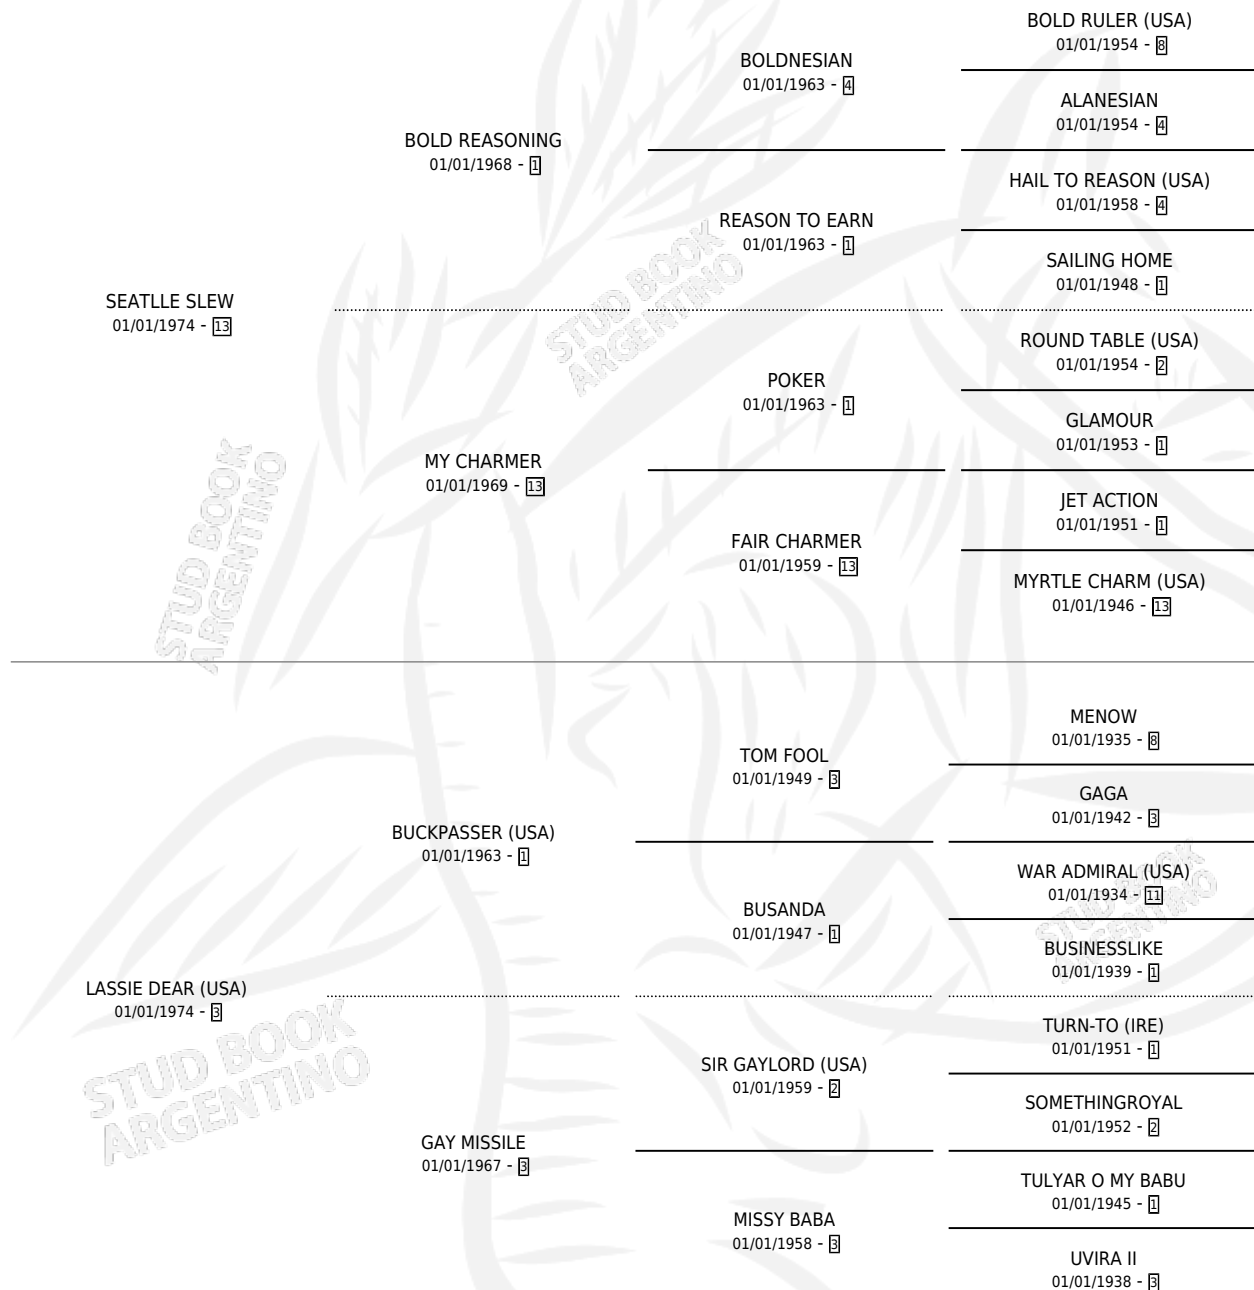 SEATLLE SLEW
01/01/1974 - 13
BOLD REASONING
01/01/1968 - 1
BOLDNESIAN
01/01/1963 - 4
BOLD RULER (USA)
01/01/1954 - 8
ALANESIAN
01/01/1954 - 4
REASON TO EARN
01/01/1963 - 1
HAIL TO REASON (USA)
01/01/1958 - 4
SAILING HOME
01/01/1948 - 1
MY CHARMER
01/01/1969 - 13
POKER
01/01/1963 - 1
ROUND TABLE (USA)
01/01/1954 - 2
GLAMOUR
01/01/1953 - 1
FAIR CHARMER
01/01/1959 - 13
JET ACTION
01/01/1951 - 1
MYRTLE CHARM (USA)
01/01/1946 - 13
LASSIE DEAR (USA)
01/01/1974 - 3
BUCKPASSER (USA)
01/01/1963 - 1
TOM FOOL
01/01/1949 - 3
MENOW
01/01/1935 - 8
GAGA
01/01/1942 - 3
BUSANDA
01/01/1947 - 1
WAR ADMIRAL (USA)
01/01/1934 - 11
BUSINESSLIKE
01/01/1939 - 1
GAY MISSILE
01/01/1967 - 3
SIR GAYLORD (USA)
01/01/1959 - 2
TURN-TO (IRE)
01/01/1951 - 1
SOMETHINGROYAL
01/01/1952 - 2
MISSY BABA
01/01/1958 - 3
TULYAR O MY BABU
01/01/1945 - 1
UVIRA II
01/01/1938 - 3
STUD BOOK
ARGENTINO
STUD BOOK
ARGENTINO
STUD BOOK
ARGENTINO
STUD BOOK
ARGENTINO